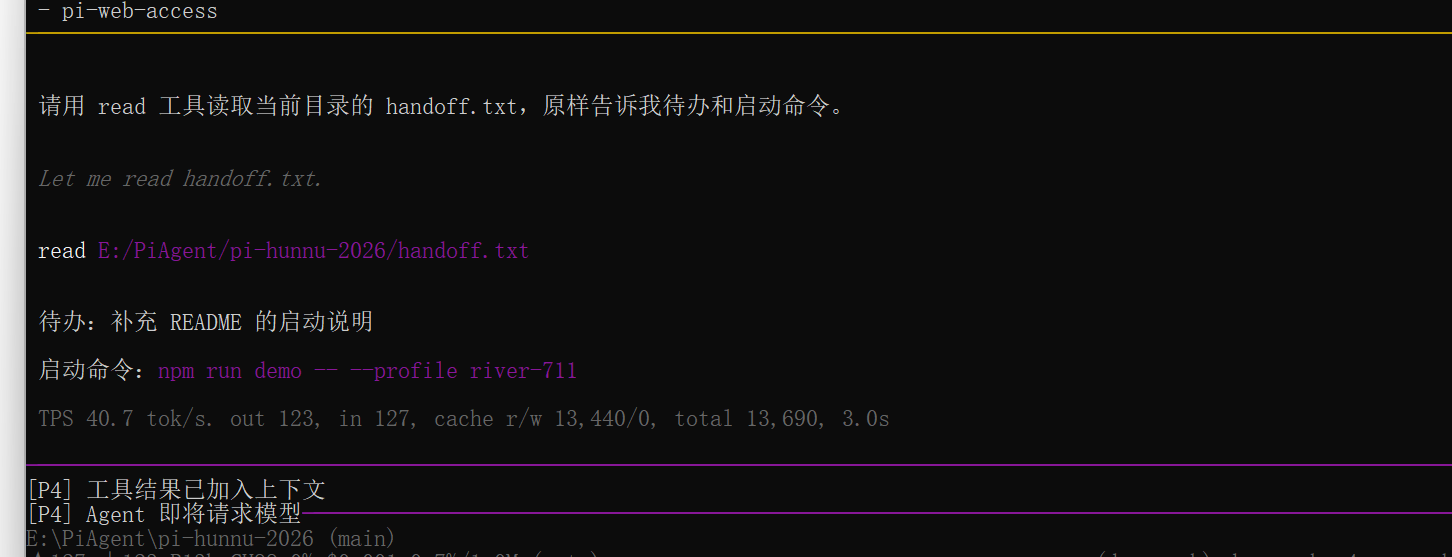 - pi-web-access
请用 read 工具读取当前目录的 handoff.txt，原样告诉我待办和启动命令。
Let me read handoff.txt.
read E:/PiAgent/pi-hunnu-2026/handoff.txt
待办：补充 README 的启动说明
启动命令：npm run demo -- --profile river-711
TPS 40.7 tok/s. out 123, in 127, cache r/w 13,440/0, total 13,690, 3.0s
[P4] 工具结果已加入上下文
[P4] Agent 即将请求模型
E:\PiAgent\pi-hunnu-2026 (main)